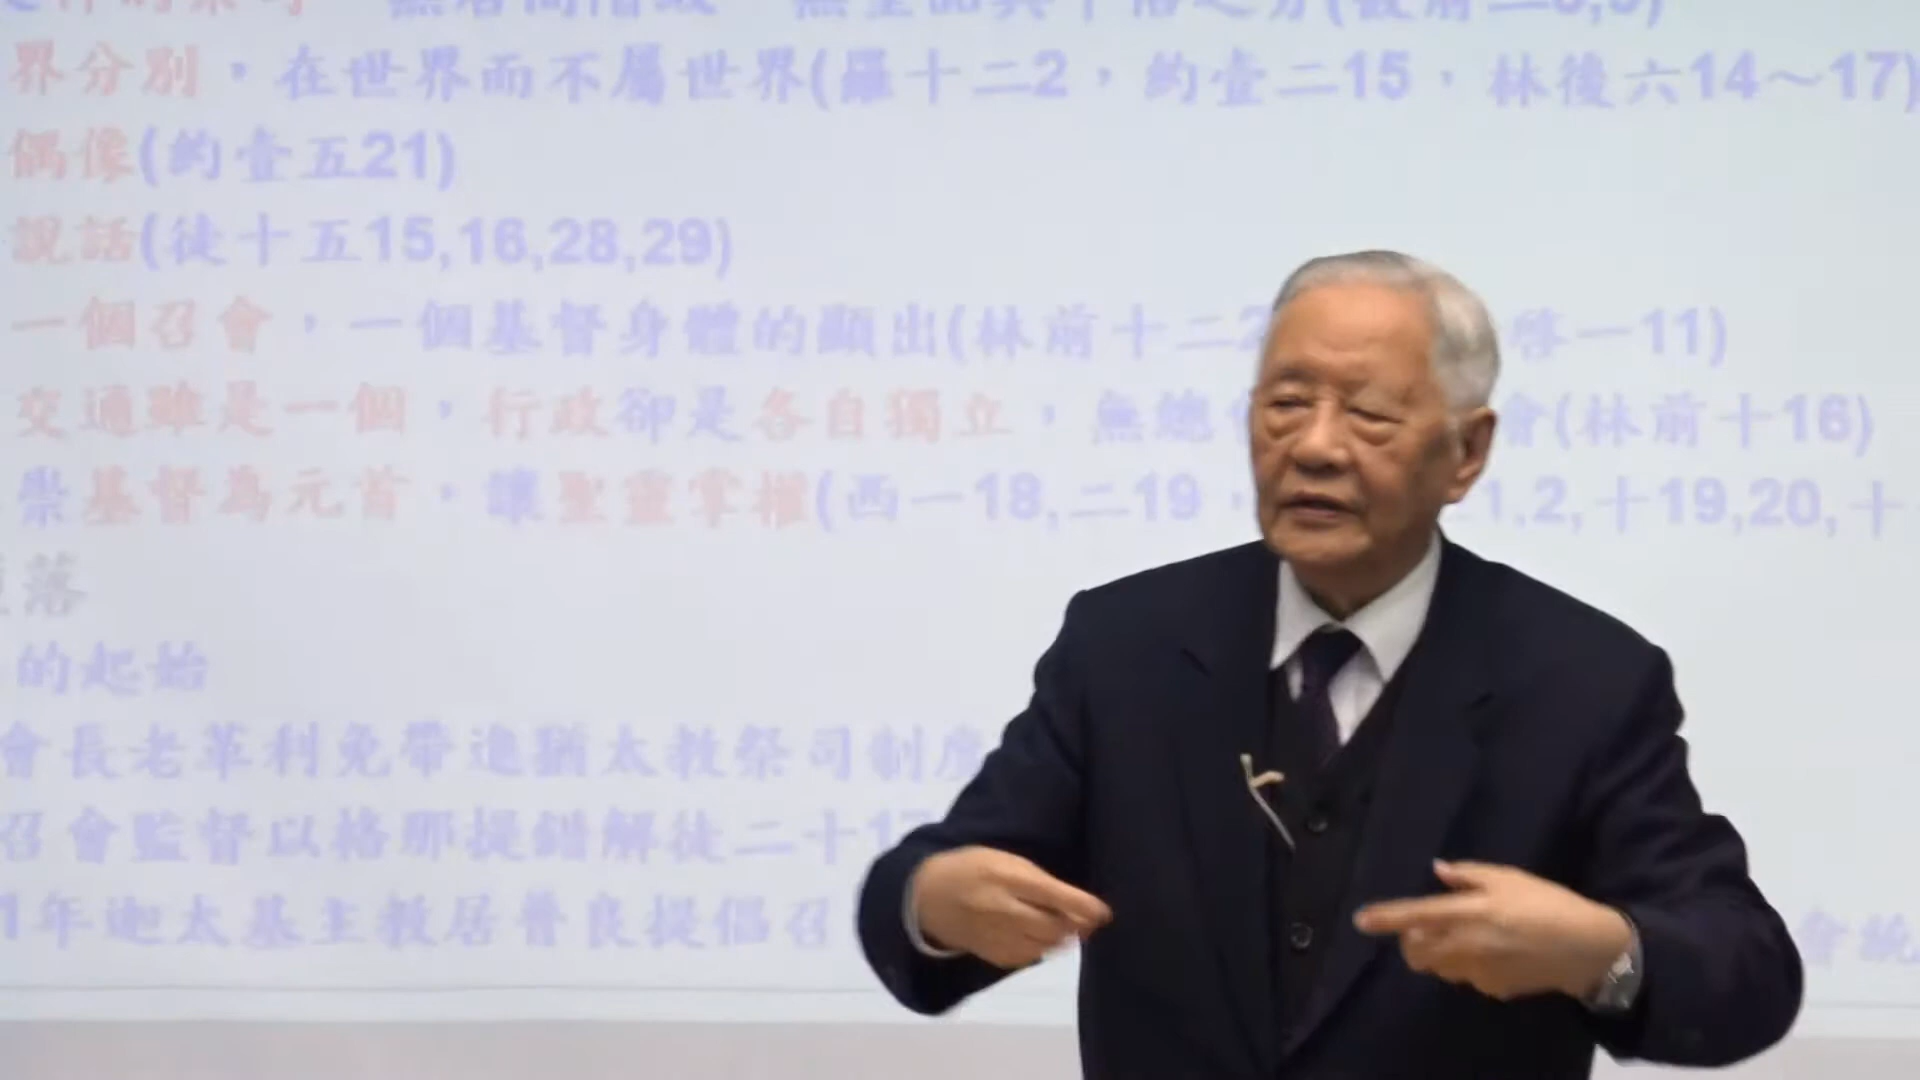 界分別，在世界而不屬世界(羅十二2，約壹二15，林後六14～17)
偶像(約壹五21)
說話(徒十五15,16,28,29)
一個召會，一個基督身體的顯出(林前十二2 啓一11)
交通雖是一個，行政卻是各自獨立，無總 會(林前十16)
崇基督為元首，讓聖靈掌權(西一18,二19， 1,2,十19,20,十
落
的起始
會長老革利免帶進猶太教祭司制度
召會監督以格那提錯解徒二十17
1年迦太基主教居普良提倡召 會統